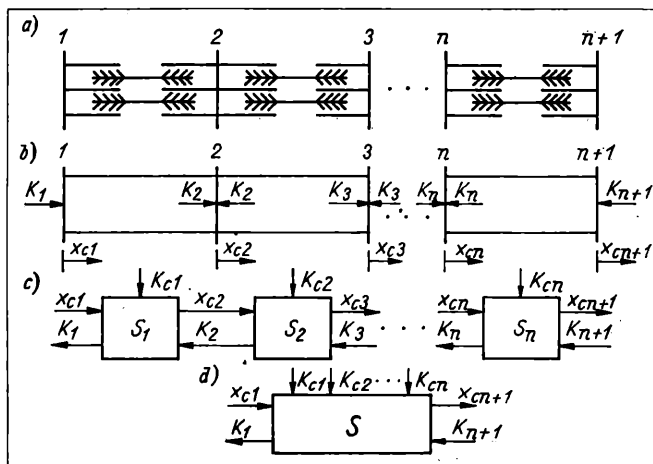 a) 1 2 3 n n+1
b) 1 2 3 n n+1
K1 K2 K2 K3 K3 Kn Kn Kn+1
xc1 xc2 xc3 xcn xcn+1
c) Kc1 Kc2 Kcn
xc1 xc2 xc3 xcn xcn+1
S1 S2 Sn
K1 K2 K3 Kn Kn+1
d) Kc1 Kc2 ... Kcn
xc1 xcn+1
S
K1 Kn+1